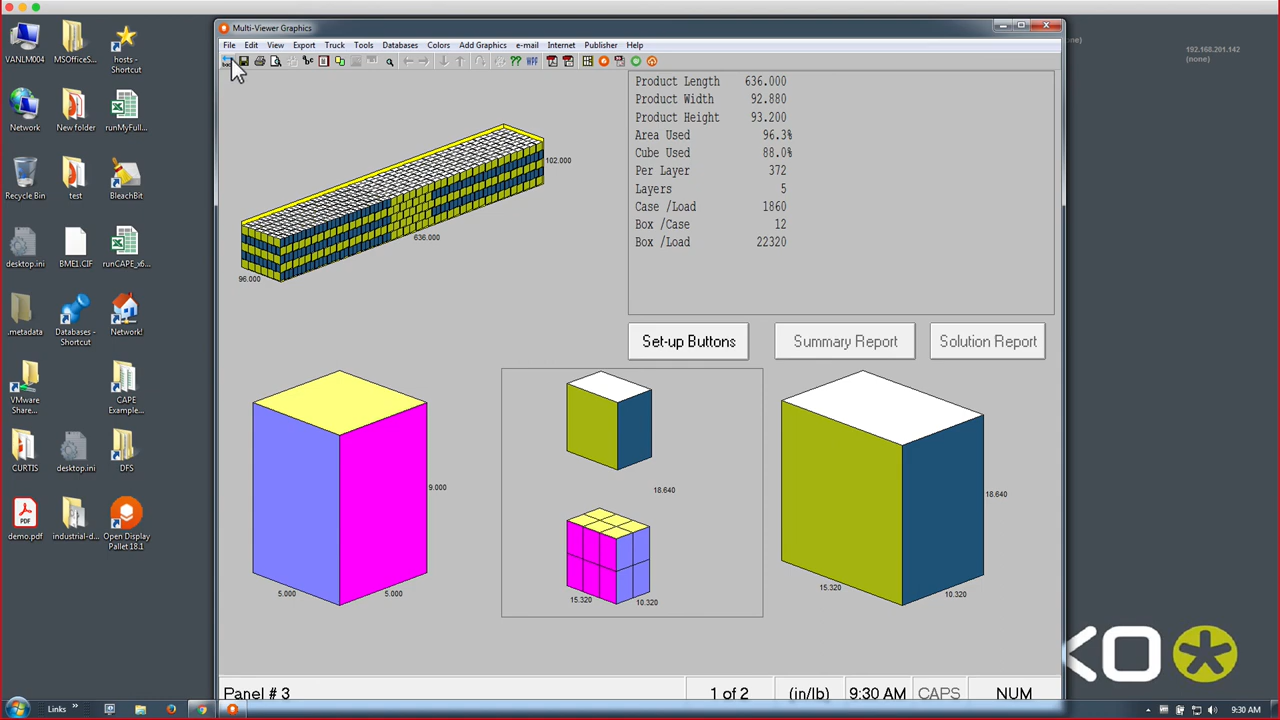 Multi-Viewer Graphics
File Edit View Export Truck Tools Databases Colors Add Graphics e-mail Internet Publisher Help
Product Length 636.000
Product Width 92.880
Product Height 93.200
Area Used 96.3%
Cube Used 88.0%
Per Layer 372
Layers 5
Case /Load 1860
Box /Case 12
Box /Load 22320
102.000
636.000
96.000
Set-up Buttons
Summary Report
Solution Report
9.000
5.000
5.000
18.640
15.320
10.320
18.640
15.320
10.320
Panel # 3
1 of 2
(in/lb)
9:30 AM
CAPS
NUM
VANLM004
MSOfficeS...
hosts - Shortcut
Network
New folder
runMyFull...
Recycle Bin
test
BleachBit
desktop.ini
BME1.CIF
runCAPE_x6...
.metadata
Databases - Shortcut
Network!
VMware Share...
CAPE Example...
CURTIS
desktop.ini
DFS
PDF
demo.pdf
industrial-d...
Open Display Pallet 18.1
192.168.201.142
(none)
KO
Links
9:30 AM